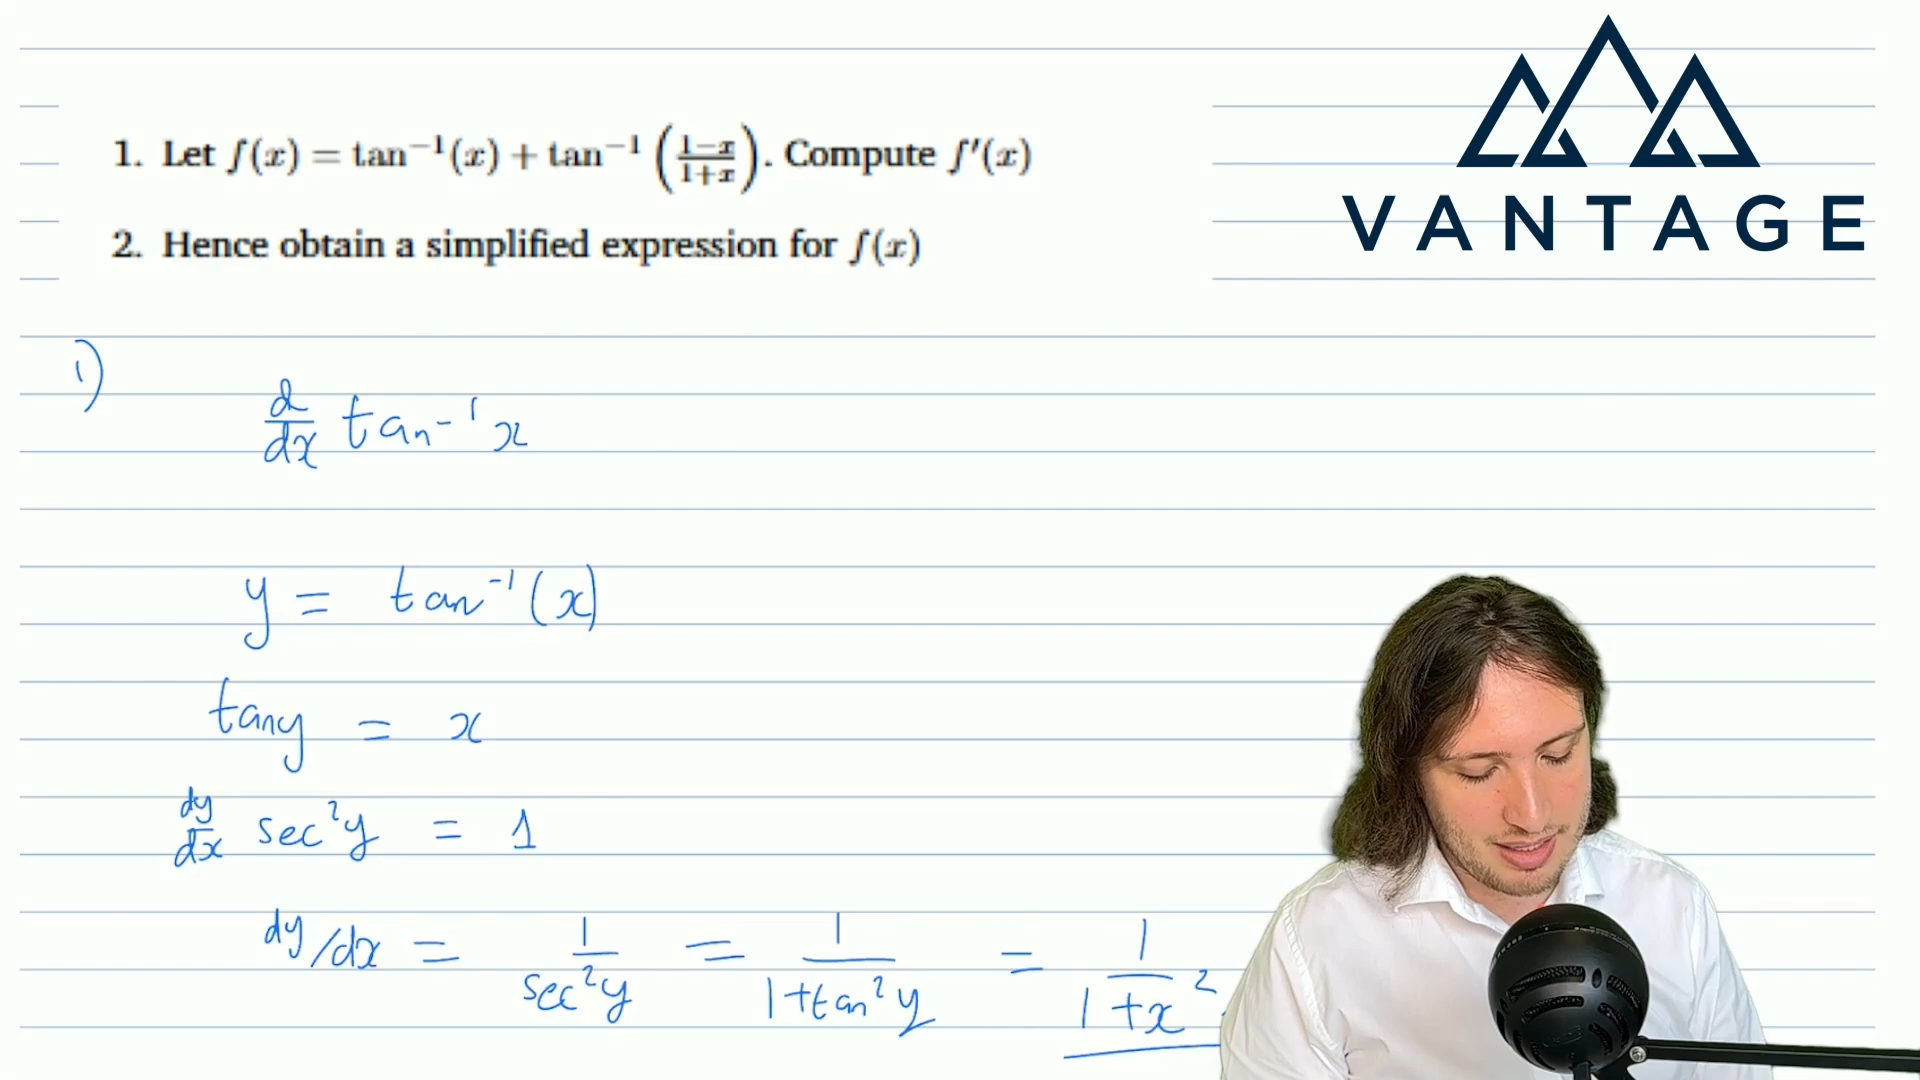 VANTAGE
1. Let f(x) = tan⁻¹(x) + tan⁻¹ ((1−x)/(1+x)). Compute f′(x)
2. Hence obtain a simplified expression for f(x)
1)
d/dx tan⁻¹x
y = tan⁻¹(x)
tany = x
dy/dx sec²y = 1
dy/dx = 1/sec²y = 1/1+tan²y = 1/1+x²